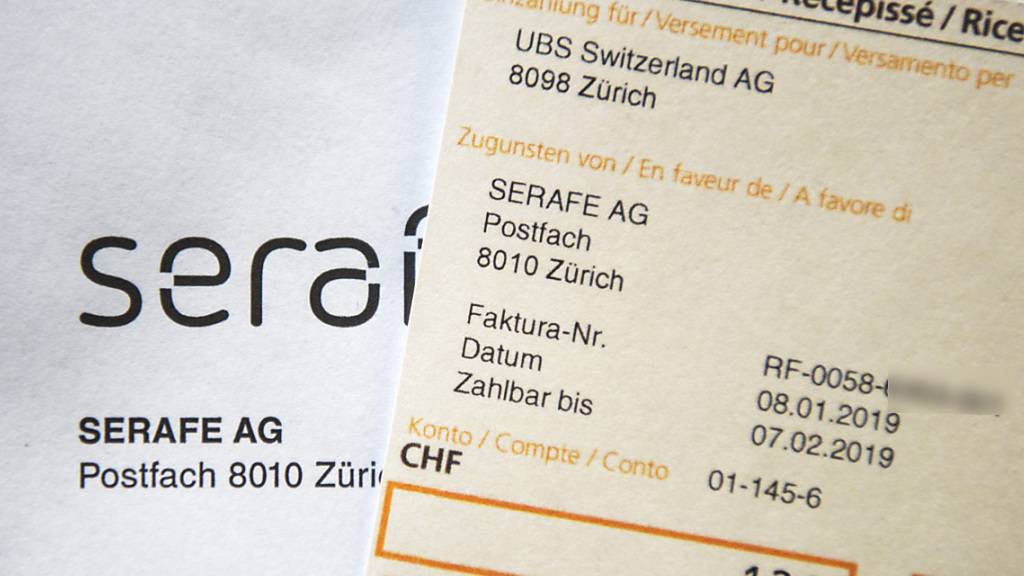 serafe
SERAFE AG
Postfach 8010 Zürich
Récépissé / Rice
Einzahlung für / Versement pour / Versamento per
UBS Switzerland AG
8098 Zürich
Zugunsten von / En faveur de / A favore di
SERAFE AG
Postfach
8010 Zürich
Faktura-Nr. RF-0058-
Datum 08.01.2019
Zahlbar bis 07.02.2019
Konto / Compte / Conto 01-145-6
CHF